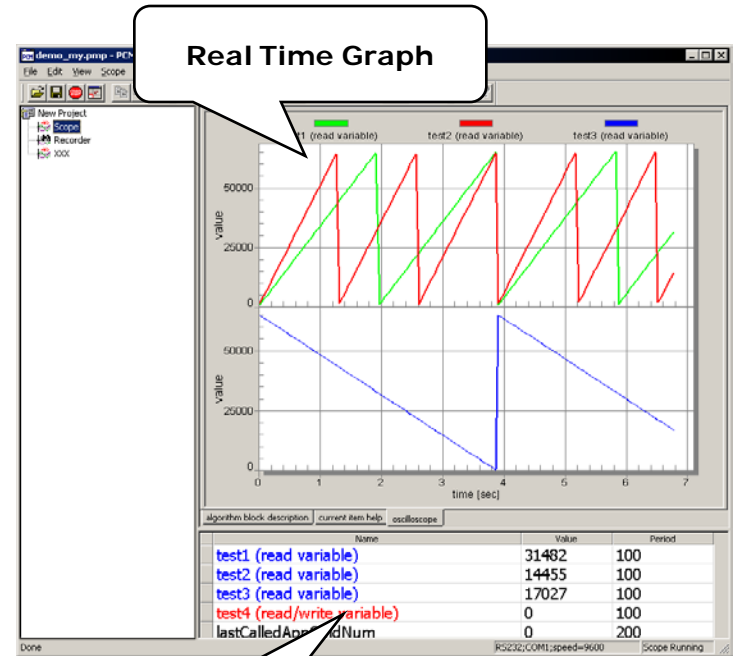 Real Time Graph
demo_my.pmp - PCM
File Edit View Scope
New Project
Scope
Recorder
xxx
(read variable) test2 (read variable) test3 (read variable)
50000
value
25000
0
50000
value
25000
0
0 1 2 3 4 5 6 7
time [sec]
algorithm block description current item help oscilloscope
Name Value Period
test1 (read variable) 31482 100
test2 (read variable) 14455 100
test3 (read variable) 17027 100
test4 (read/write variable) 0 100
0 200
Done RS232;COM1;speed=9600 Scope Running